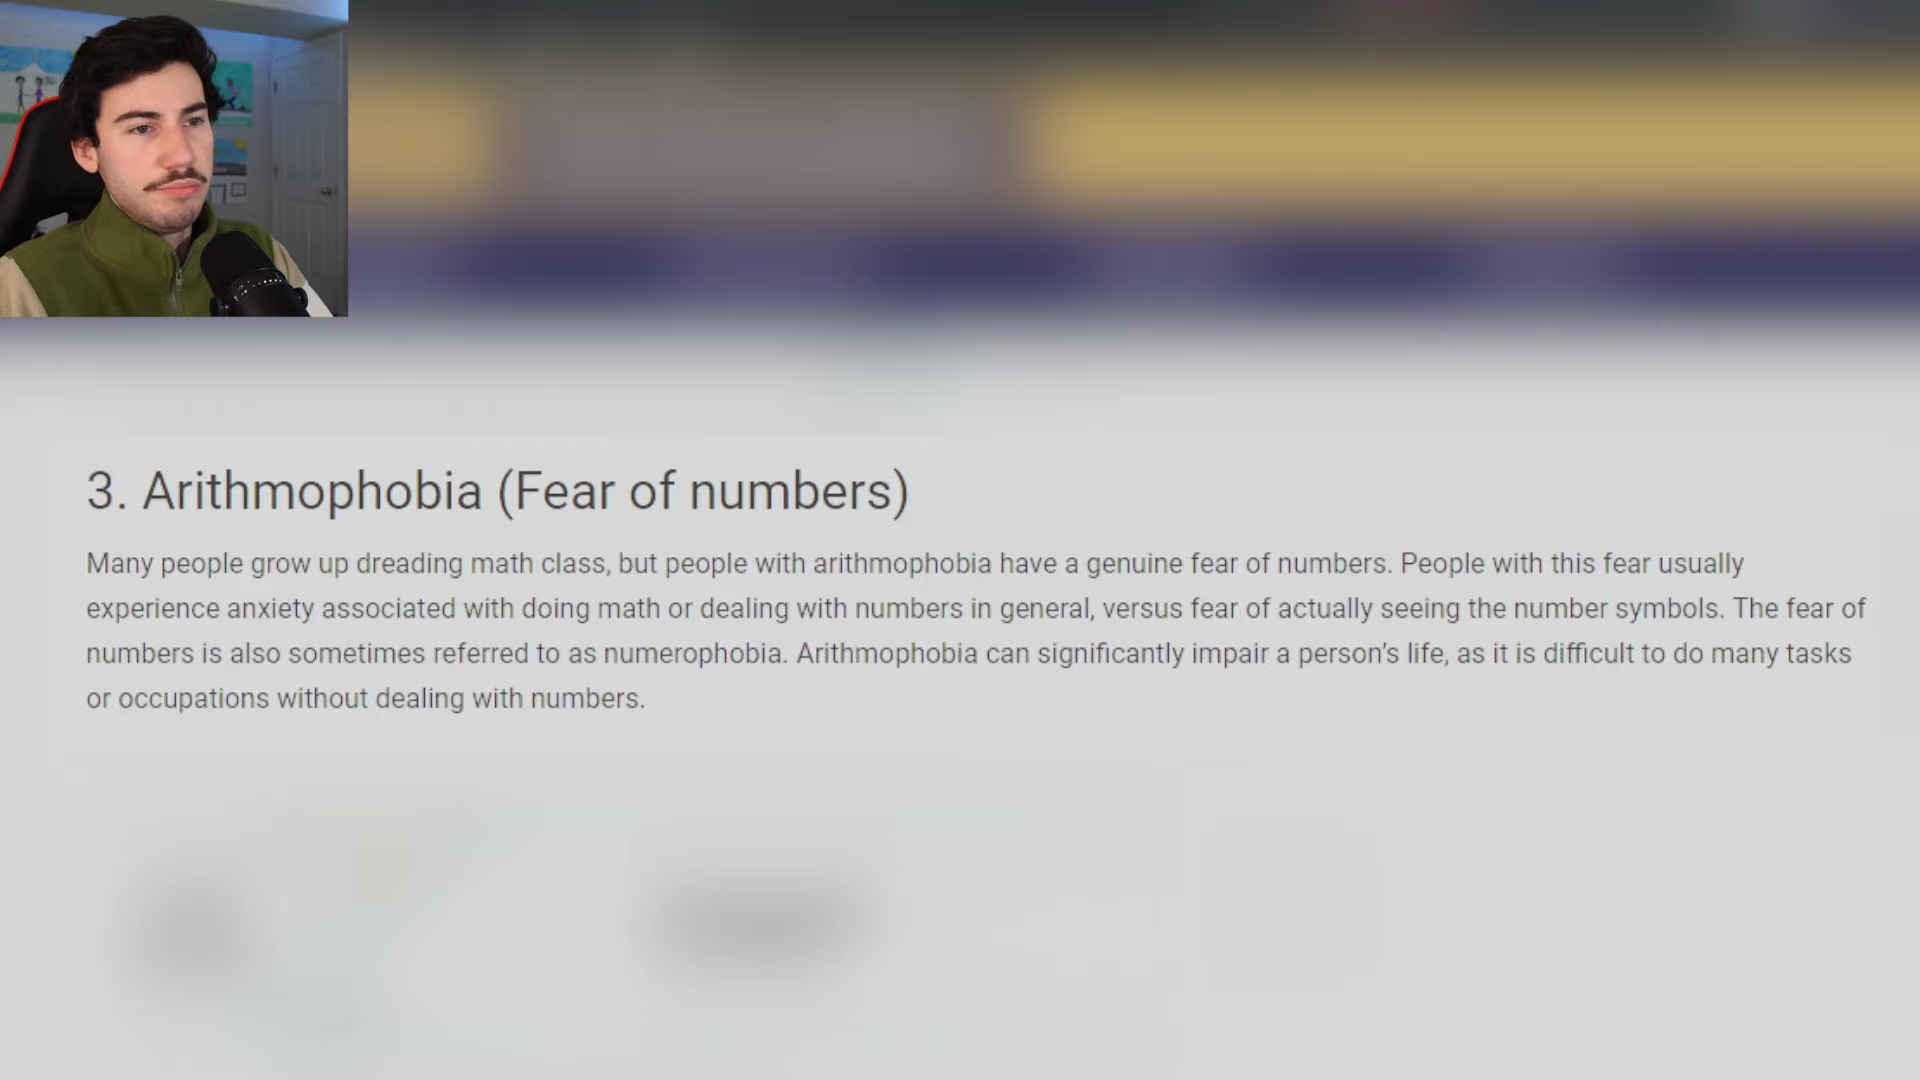 3. Arithmophobia (Fear of numbers)
Many people grow up dreading math class, but people with arithmophobia have a genuine fear of numbers. People with this fear usually
experience anxiety associated with doing math or dealing with numbers in general, versus fear of actually seeing the number symbols. The fear of
numbers is also sometimes referred to as numerophobia. Arithmophobia can significantly impair a person’s life, as it is difficult to do many tasks
or occupations without dealing with numbers.